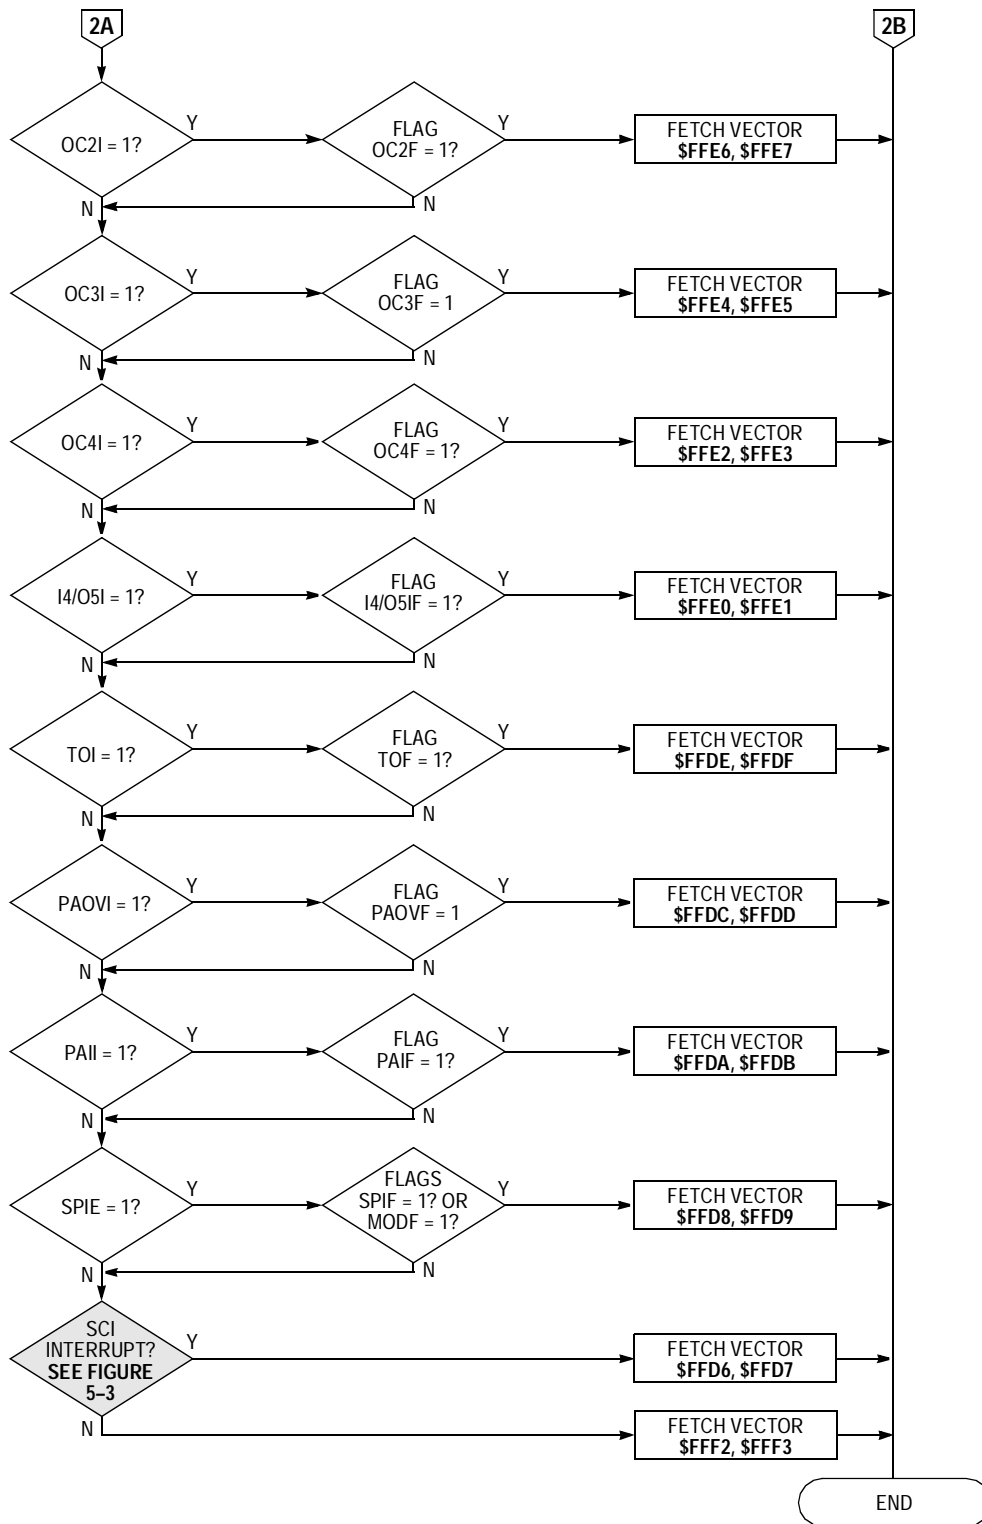 2A
2B
OC2I = 1?
Y
FLAG
OC2F = 1?
Y
FETCH VECTOR
$FFE6, $FFE7
N
N
OC3I = 1?
Y
FLAG
OC3F = 1
Y
FETCH VECTOR
$FFE4, $FFE5
N
N
OC4I = 1?
Y
FLAG
OC4F = 1?
Y
FETCH VECTOR
$FFE2, $FFE3
N
N
I4/O5I = 1?
Y
FLAG
I4/O5IF = 1?
Y
FETCH VECTOR
$FFE0, $FFE1
N
N
TOI = 1?
Y
FLAG
TOF = 1?
Y
FETCH VECTOR
$FFDE, $FFDF
N
N
PAOVI = 1?
Y
FLAG
PAOVF = 1
Y
FETCH VECTOR
$FFDC, $FFDD
N
N
PAII = 1?
Y
FLAG
PAIF = 1?
Y
FETCH VECTOR
$FFDA, $FFDB
N
N
SPIE = 1?
Y
FLAGS
SPIF = 1? OR
MODF = 1?
Y
FETCH VECTOR
$FFD8, $FFD9
N
N
SCI
INTERRUPT?
SEE FIGURE
5–3
Y
FETCH VECTOR
$FFD6, $FFD7
N
FETCH VECTOR
$FFF2, $FFF3
END